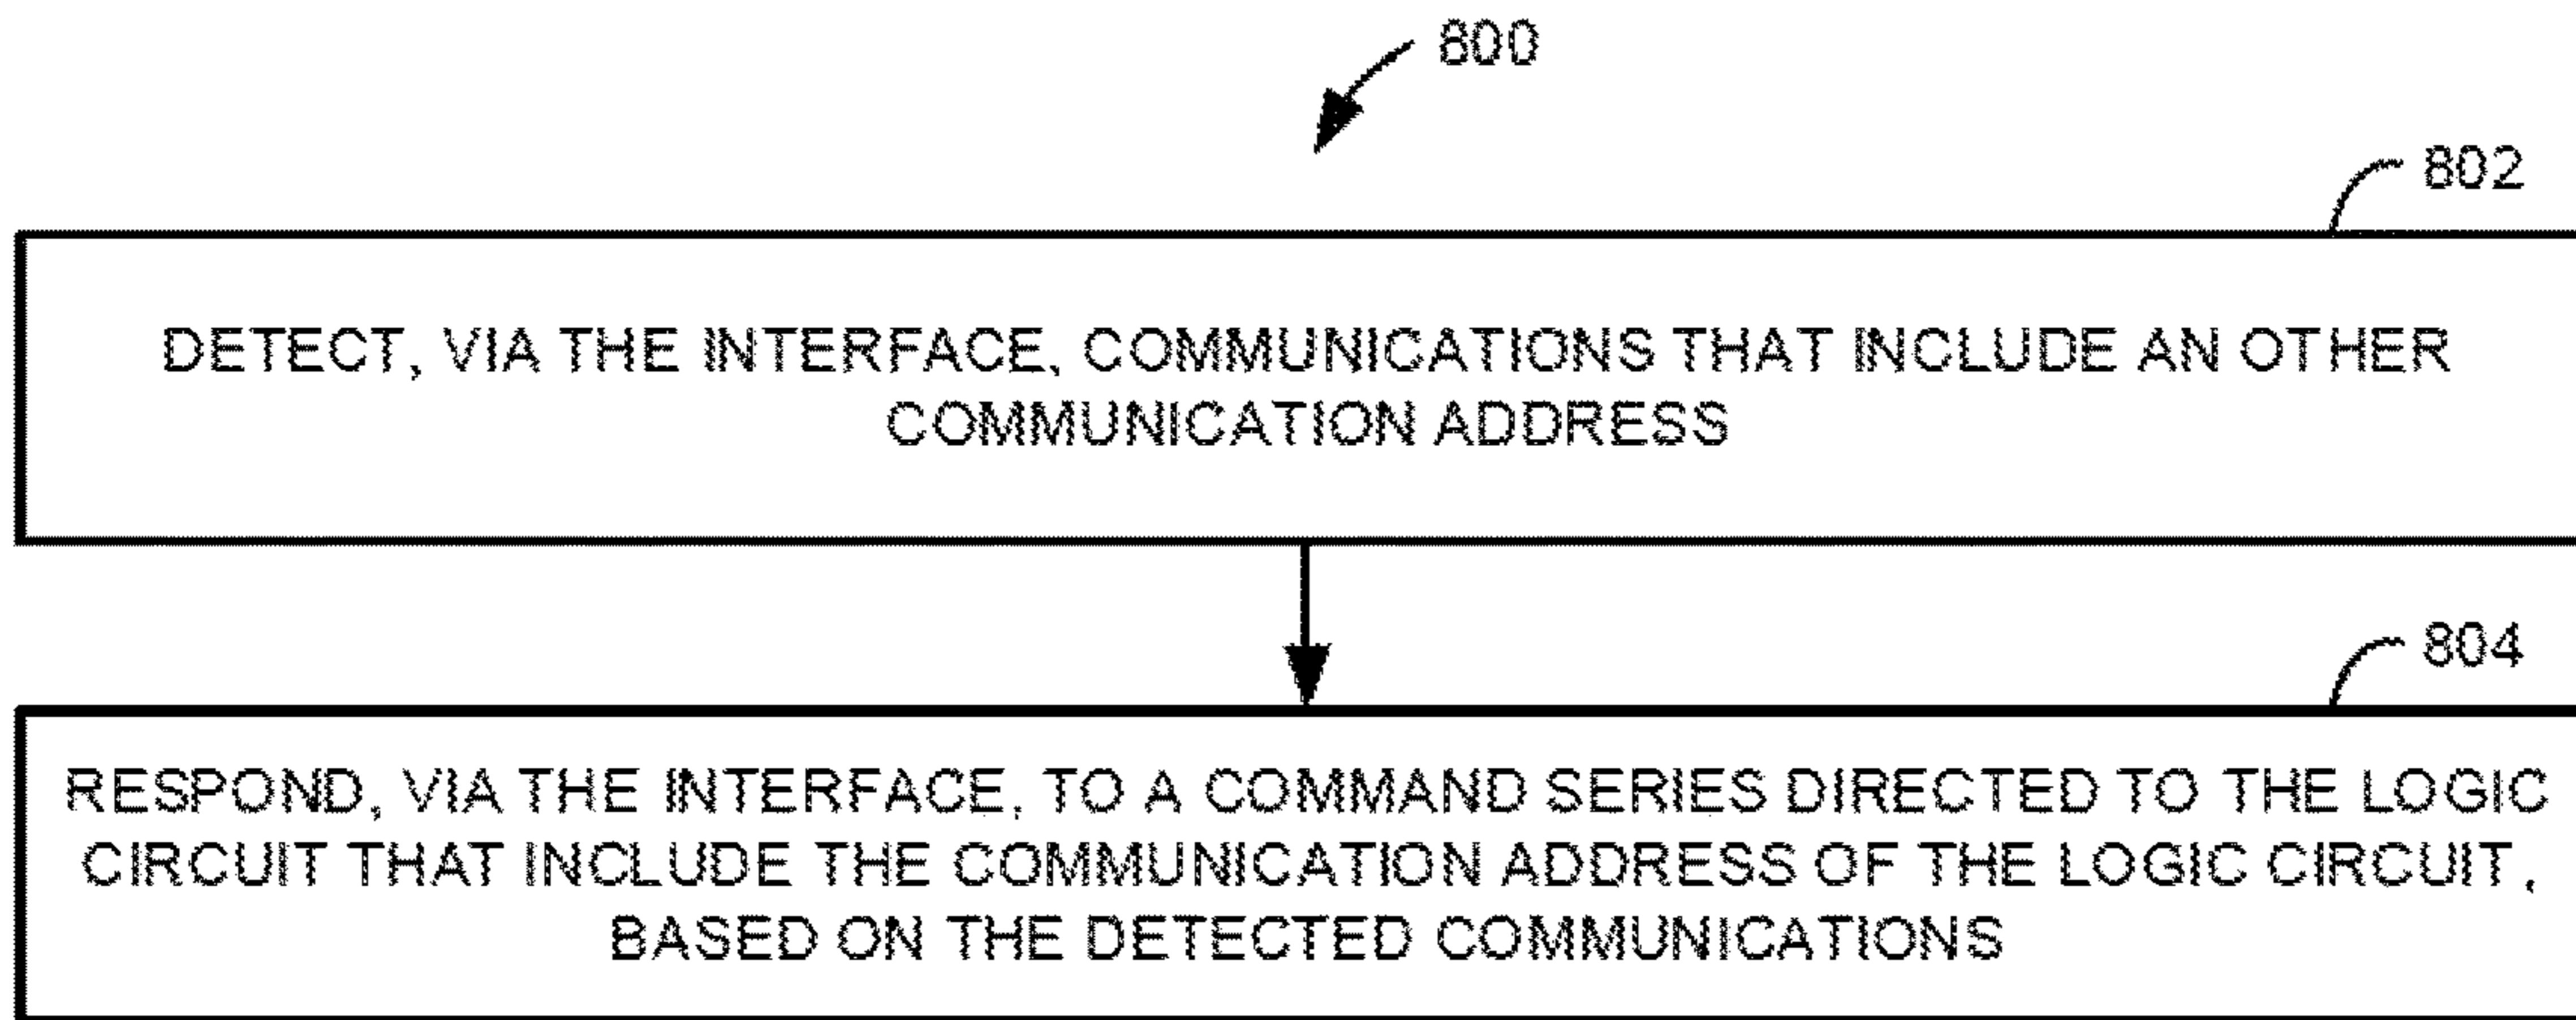 800
802
DETECT, VIA THE INTERFACE, COMMUNICATIONS THAT INCLUDE AN OTHER
COMMUNICATION ADDRESS
804
RESPOND, VIA THE INTERFACE, TO A COMMAND SERIES DIRECTED TO THE LOGIC
CIRCUIT THAT INCLUDE THE COMMUNICATION ADDRESS OF THE LOGIC CIRCUIT,
BASED ON THE DETECTED COMMUNICATIONS